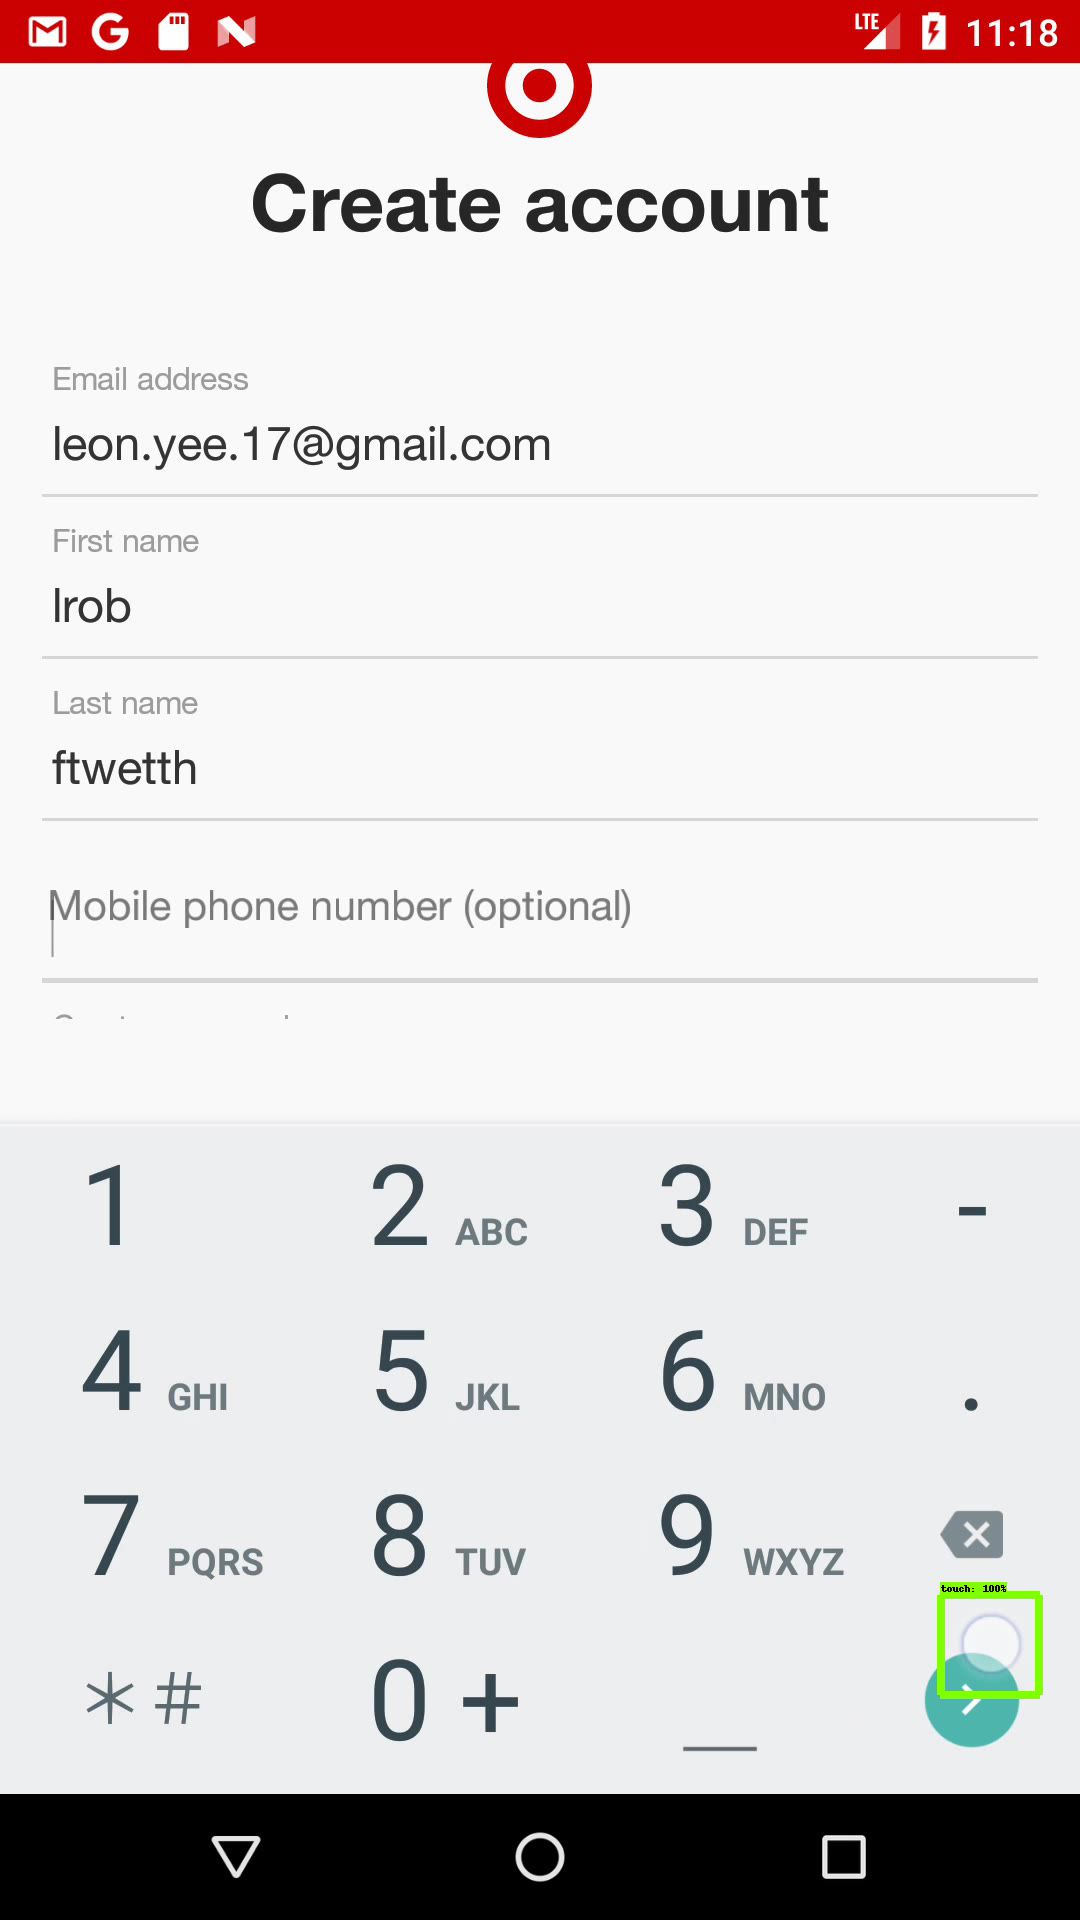 LTE 11:18
Create account
Email address
leon.yee.17@gmail.com
First name
lrob
Last name
ftwetth
Mobile phone number (optional)
1 2 ABC 3 DEF -
4 GHI 5 JKL 6 MNO .
7 PQRS 8 TUV 9 WXYZ
touch: 100%
* # 0 + _